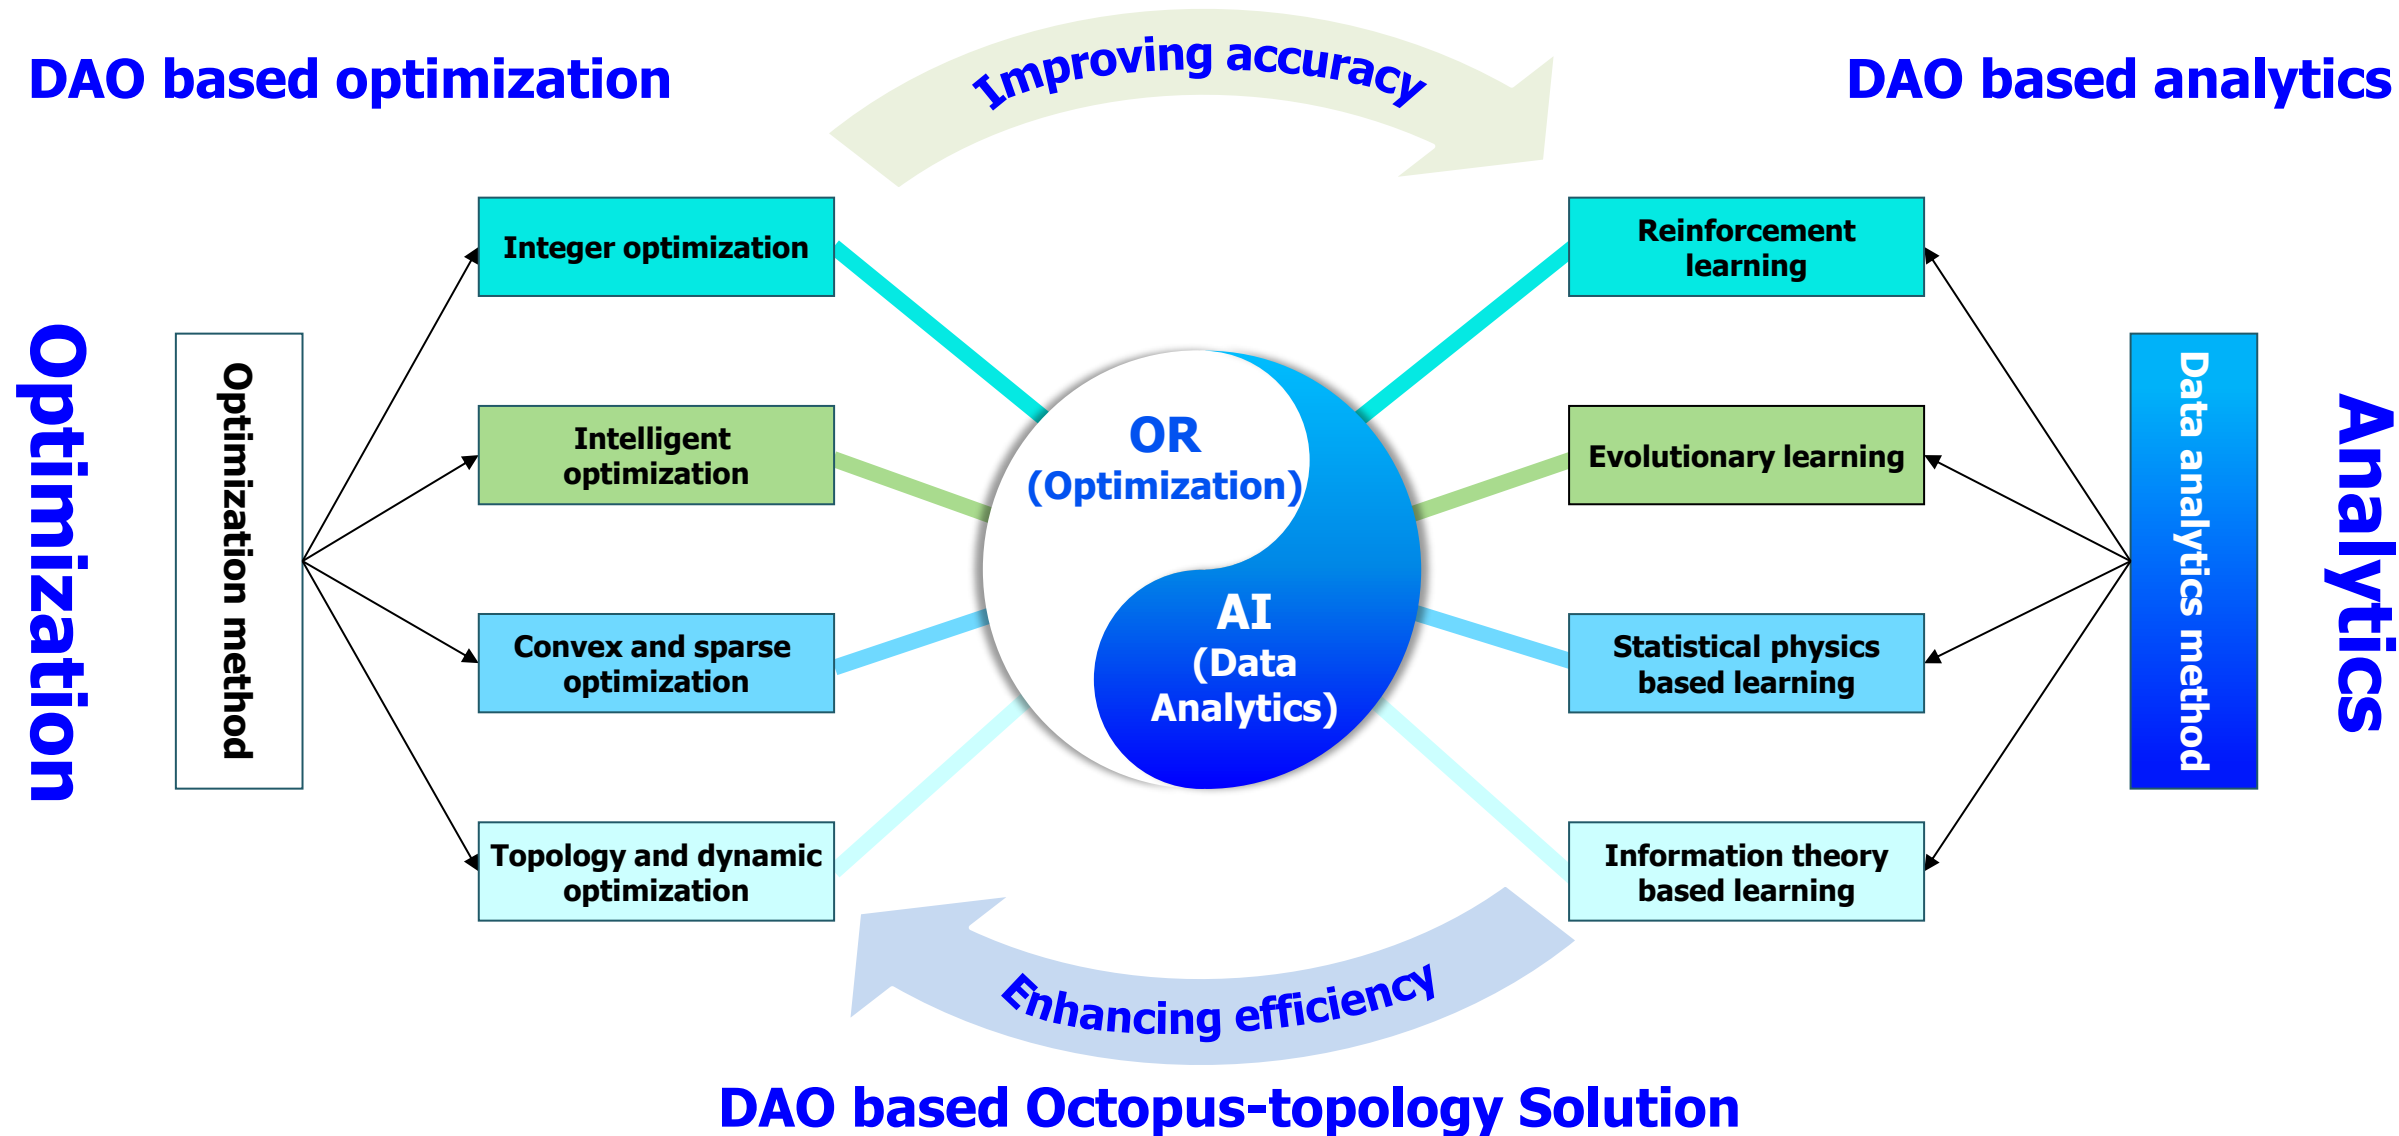 DAO based optimization
Improving accuracy
DAO based analytics
Optimization
Optimization method
Integer optimization
Intelligent
optimization
Convex and sparse
optimization
Topology and dynamic
optimization
OR
(Optimization)
AI
(Data
Analytics)
Reinforcement
learning
Evolutionary learning
Statistical physics
based learning
Information theory
based learning
Data analytics method
Analytics
Enhancing efficiency
DAO based Octopus-topology Solution